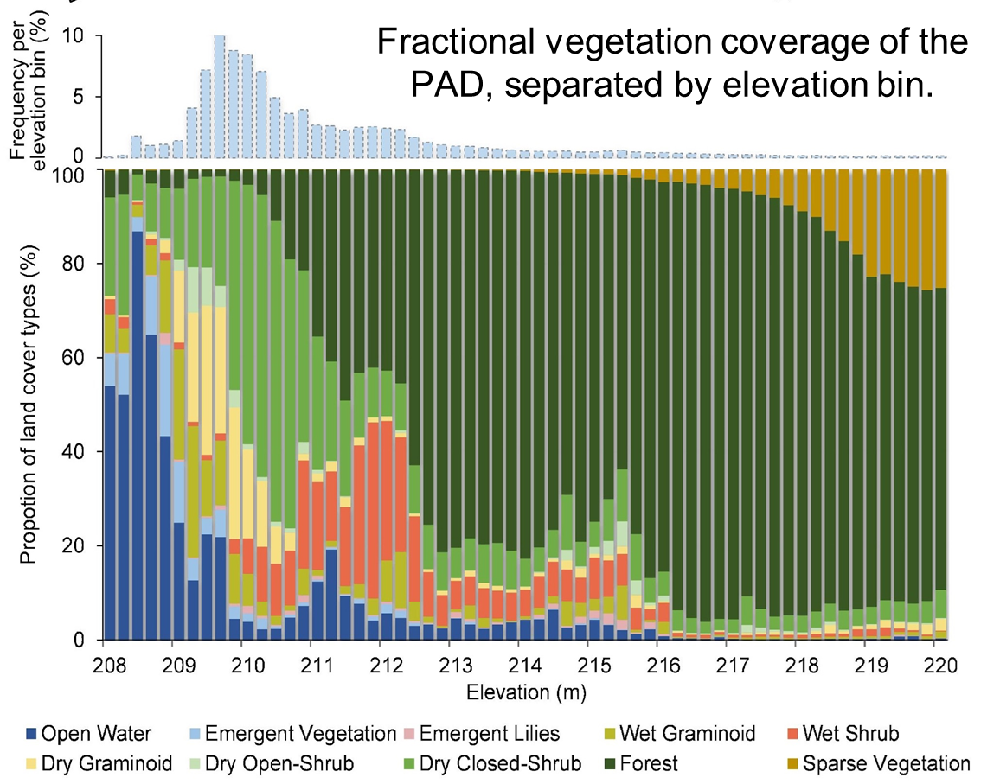 Fractional vegetation coverage of the
PAD, separated by elevation bin.
Frequency per
elevation bin (%)
10
5
0
Propotion of land cover types (%)
100
80
60
40
20
0
208 209 210 211 212 213 214 215 216 217 218 219 220
Elevation (m)
Open Water Emergent Vegetation Emergent Lilies Wet Graminoid Wet Shrub
Dry Graminoid Dry Open-Shrub Dry Closed-Shrub Forest Sparse Vegetation